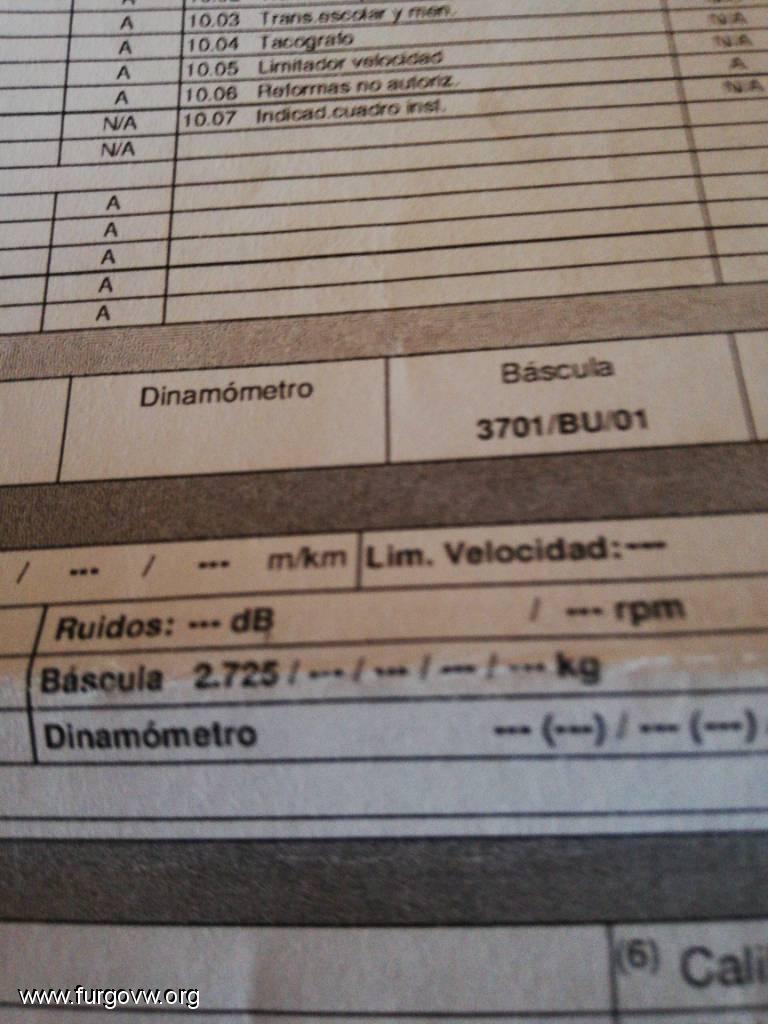 A
A 10.03 Trans.escolar y men. N/A
A 10.04 Tacografo N/A
A 10.05 Limitador velocidad A
A 10.06 Reformas no autoriz. N/A
N/A 10.07 Indicad.cuadro inst.
N/A
A
A
A
A
A
Dinamómetro
Báscula
3701/BU/01
/ --- / --- m/km Lim. Velocidad:---
Ruidos: --- dB / --- rpm
Báscula 2.725 / --- / --- / --- / --- kg
Dinamómetro --- (---) / --- (---)
(6) Cali
www.furgovw.org